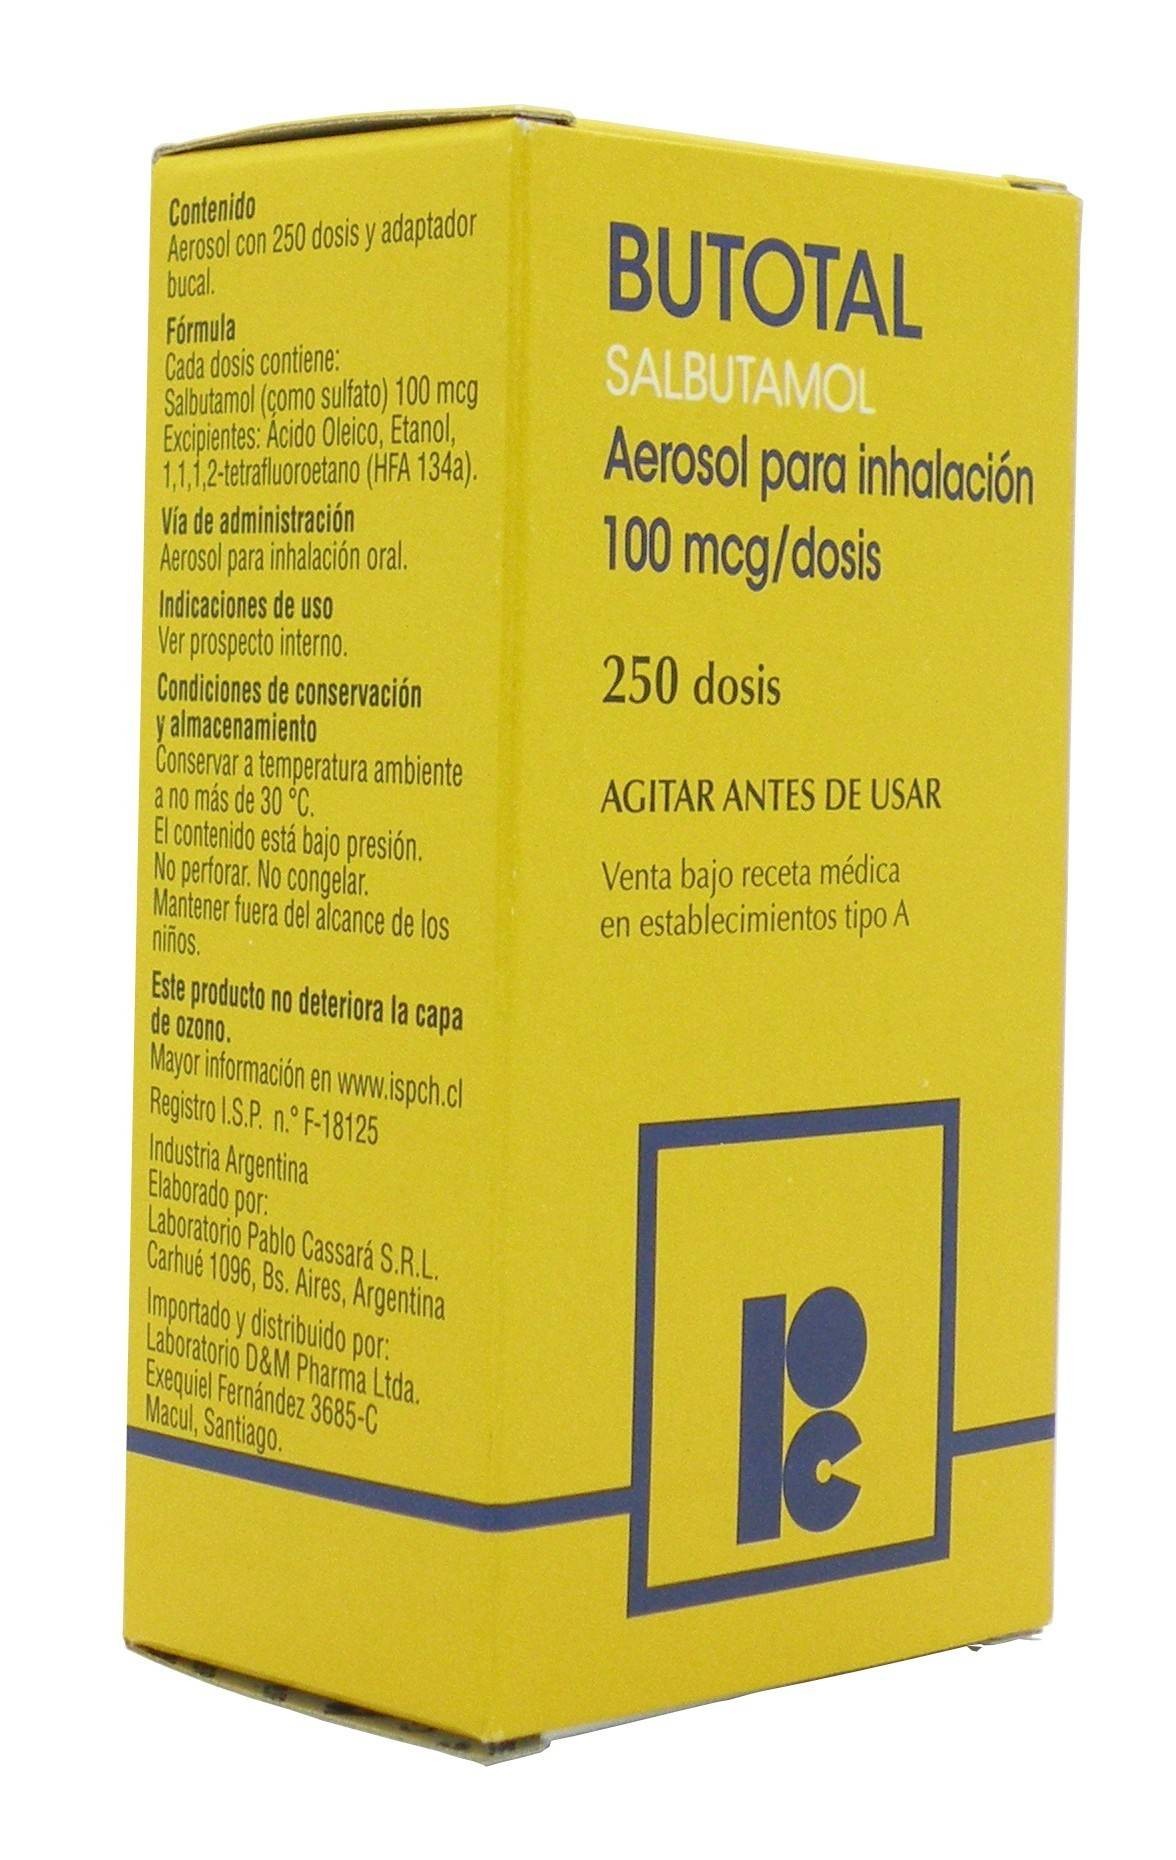 Contenido
Aerosol con 250 dosis y adaptador
bucal.
Fórmula
Cada dosis contiene:
Salbutamol (como sulfato) 100 mcg
Excipientes: Ácido Oleico, Etanol,
1,1,1,2-tetrafluoroetano (HFA 134a).
Vía de administración
Aerosol para inhalación oral.
Indicaciones de uso
Ver prospecto interno.
Condiciones de conservación
y almacenamiento
Conservar a temperatura ambiente
a no más de 30 °C.
El contenido está bajo presión.
No perforar. No congelar.
Mantener fuera del alcance de los
niños.
Este producto no deteriora la capa
de ozono.
Mayor información en www.ispch.cl
Registro I.S.P. n.° F-18125
Industria Argentina
Elaborado por:
Laboratorio Pablo Cassará S.R.L.
Carhué 1096, Bs. Aires, Argentina
Importado y distribuido por:
Laboratorio D&M Pharma Ltda.
Exequiel Fernández 3685-C
Macul, Santiago.
BUTOTAL
SALBUTAMOL
Aerosol para inhalación
100 mcg/dosis
250 dosis
AGITAR ANTES DE USAR
Venta bajo receta médica
en establecimientos tipo A